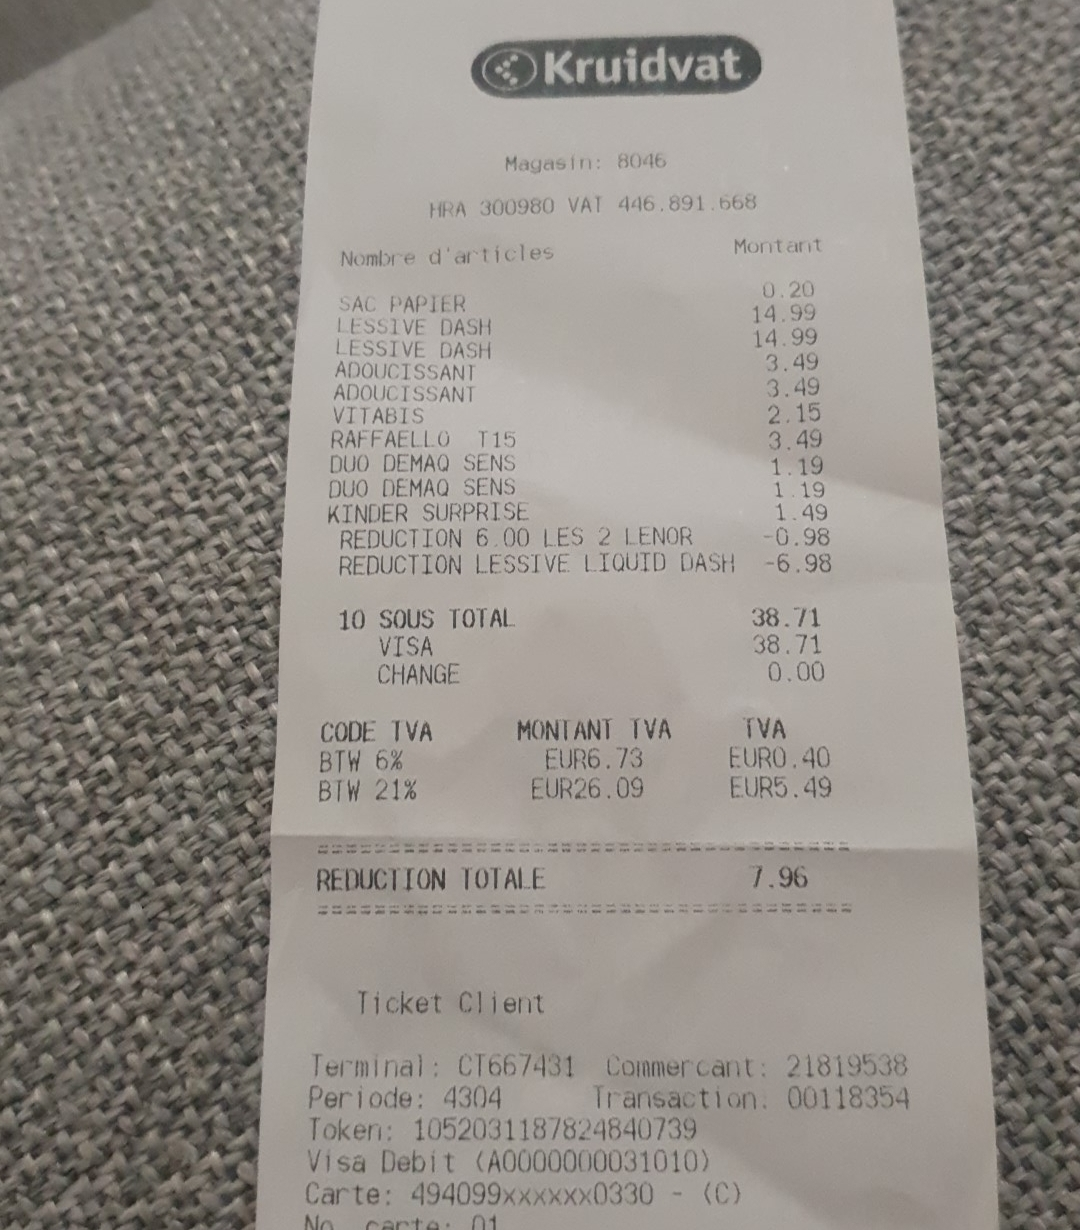 Kruidvat
Magasin: 8046
HRA 300980 VAT 446.891.668
Nombre d'articles Montant
SAC PAPIER 0.20
LESSIVE DASH 14.99
LESSIVE DASH 14.99
ADOUCISSANT 3.49
ADOUCISSANT 3.49
VITABIS 2.15
RAFFAELLO T15 3.49
DUO DEMAQ SENS 1.19
DUO DEMAQ SENS 1.19
KINDER SURPRISE 1.49
REDUCTION 6.00 LES 2 LENOR -0.98
REDUCTION LESSIVE LIQUID DASH -6.98
10 SOUS TOTAL 38.71
VISA 38.71
CHANGE 0.00
CODE TVA MONTANT TVA TVA
BTW 6% EUR6.73 EUR0.40
BTW 21% EUR26.09 EUR5.49
REDUCTION TOTALE 7.96
Ticket Client
Terminal: CT667431 Commercant: 21819538
Periode: 4304 Transaction: 00118354
Token: 1052031187824840739
Visa Debit (A0000000031010)
Carte: 494099xxxxxx0330 - (C)
No. carte: 01